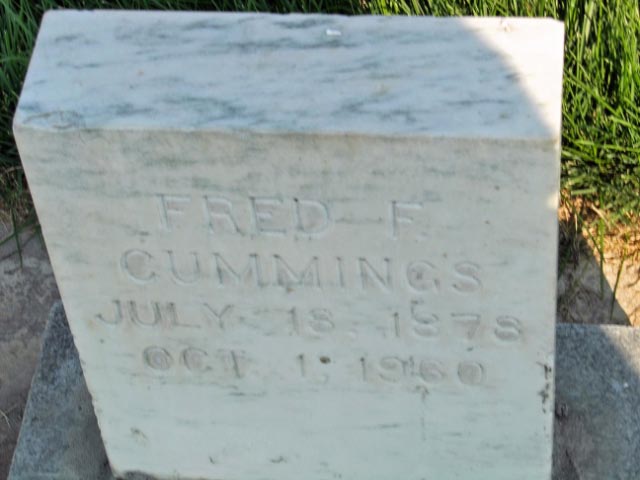 FRED F.
CUMMINGS
JULY 18, 1878
OCT. 1, 1960